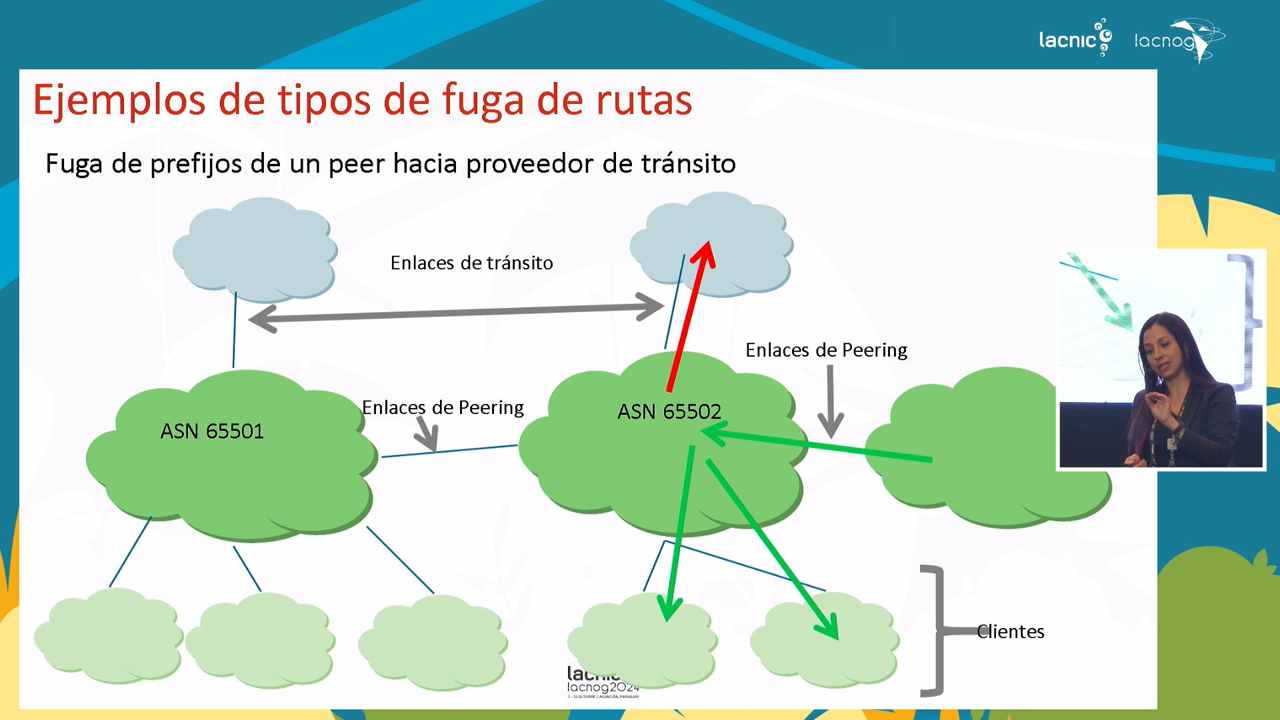 lacnic
lacnog
Ejemplos de tipos de fuga de rutas
Fuga de prefijos de un peer hacia proveedor de tránsito
Enlaces de tránsito
Enlaces de Peering
Enlaces de Peering
ASN 65501
ASN 65502
Clientes
lacnic
lacnog2024